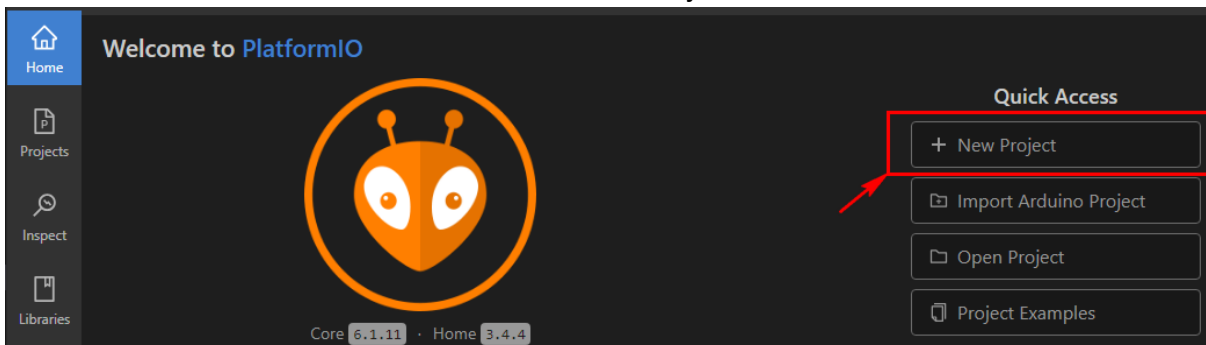 Home
Welcome to PlatformIO
Quick Access
Projects
+ New Project
Import Arduino Project
Inspect
Open Project
Libraries
Project Examples
Core 6.1.11 · Home 3.4.4